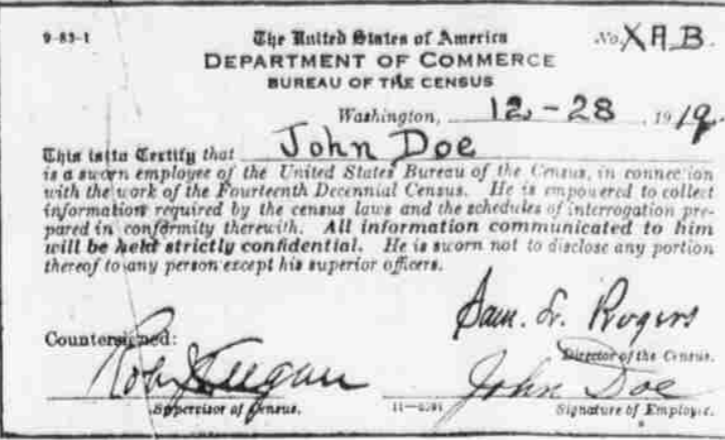 9-83-1
The United States of America
No. XAB.
DEPARTMENT OF COMMERCE
BUREAU OF THE CENSUS
Washington, 12-28, 1919.
This is to Certify that John Doe
is a sworn employee of the United States Bureau of the Census, in connection
with the work of the Fourteenth Decennial Census. He is empowered to collect
information required by the census laws and the schedules of interrogation pre-
pared in conformity therewith. All information communicated to him
will be held strictly confidential. He is sworn not to disclose any portion
thereof to any person except his superior officers.
Sam. L. Rogers
Countersigned:
Director of the Census.
John Doe
Supervisor of Census.
Signature of Employee.